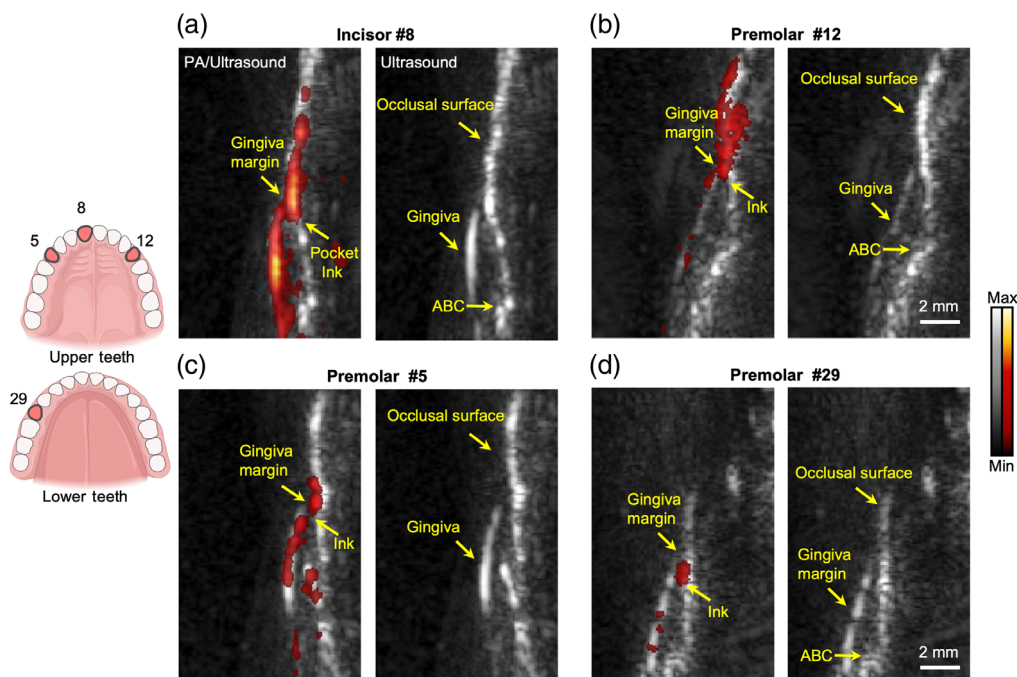 (a)
Incisor #8
PA/Ultrasound
Ultrasound
Occlusal surface
Gingiva
margin
Gingiva
Pocket
Ink
ABC
(b)
Premolar #12
Occlusal surface
Gingiva
margin
Ink
Gingiva
ABC
2 mm
8
5
12
Upper teeth
29
Lower teeth
(c)
Premolar #5
Occlusal surface
Gingiva
margin
Ink
Gingiva
(d)
Premolar #29
Occlusal surface
Gingiva
margin
Ink
Gingiva
margin
ABC
2 mm
Max
Min